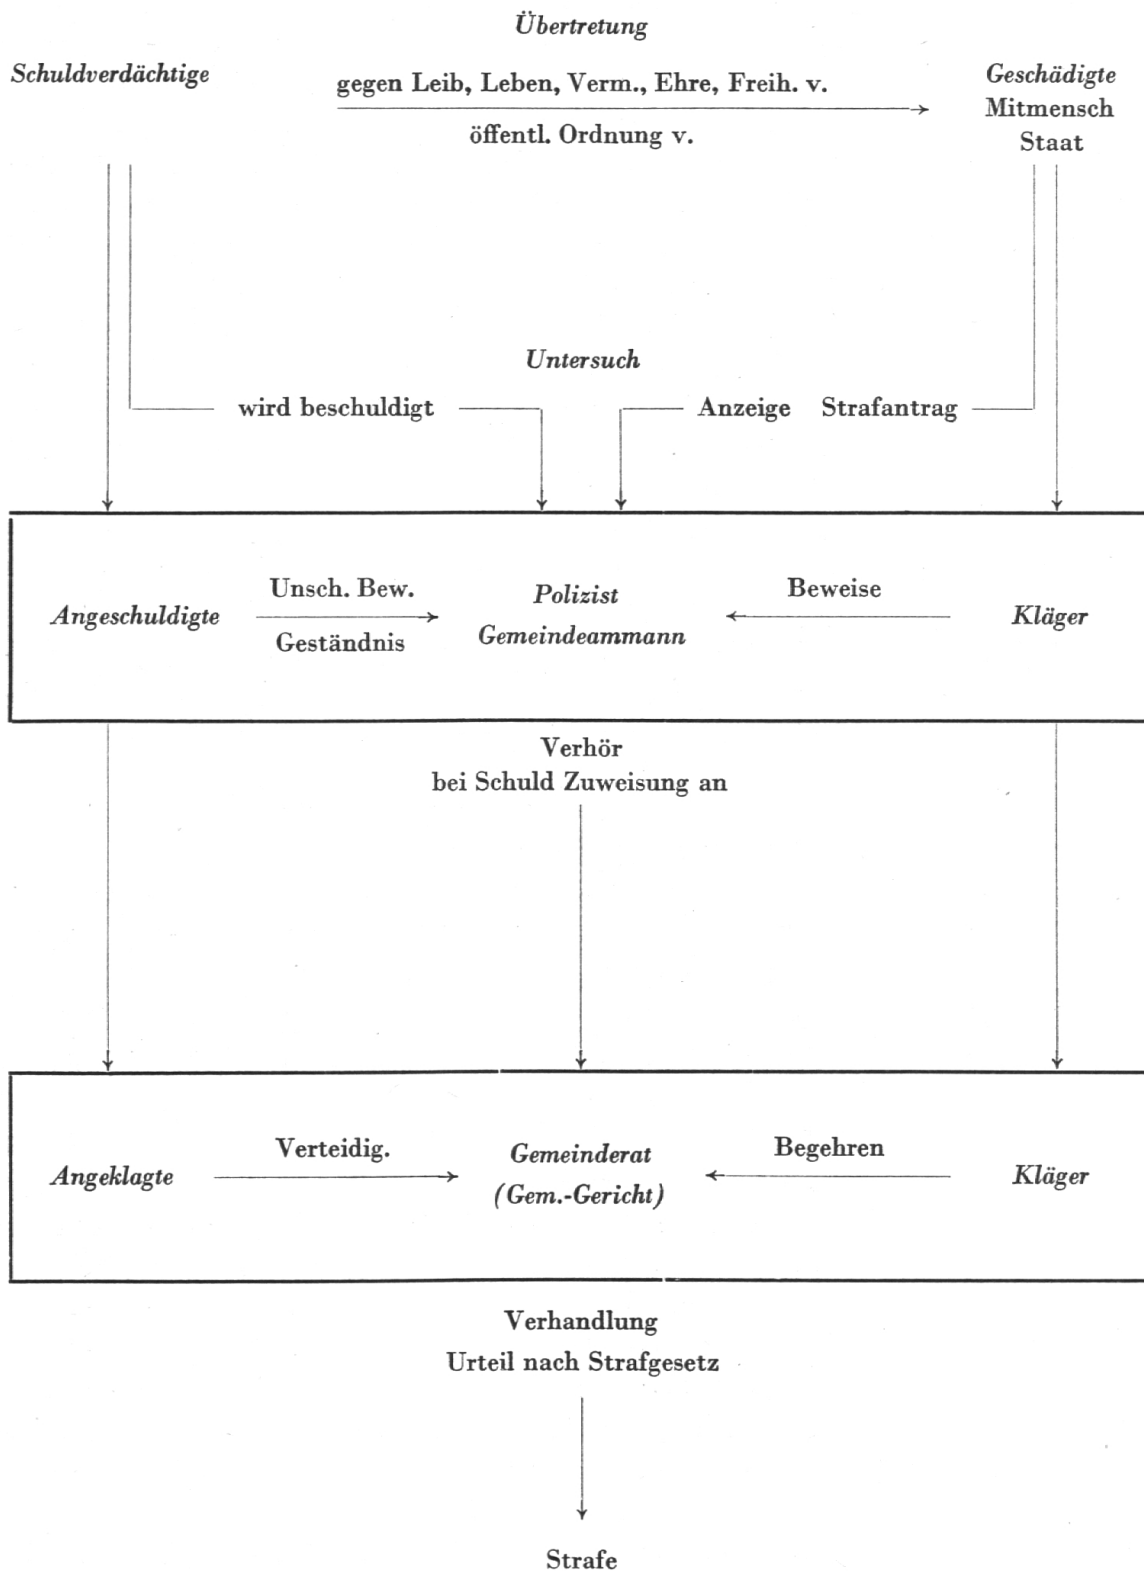 Übertretung
Schuldverdächtige
gegen Leib, Leben, Verm., Ehre, Freih. v.
öffentl. Ordnung v.
Geschädigte
Mitmensch
Staat
Untersuch
wird beschuldigt
Anzeige Strafantrag
Angeschuldigte
Unsch. Bew.
Geständnis
Polizist
Gemeindeammann
Beweise
Kläger
Verhör
bei Schuld Zuweisung an
Angeklagte
Verteidig.
Gemeinderat
(Gem.-Gericht)
Begehren
Kläger
Verhandlung
Urteil nach Strafgesetz
Strafe